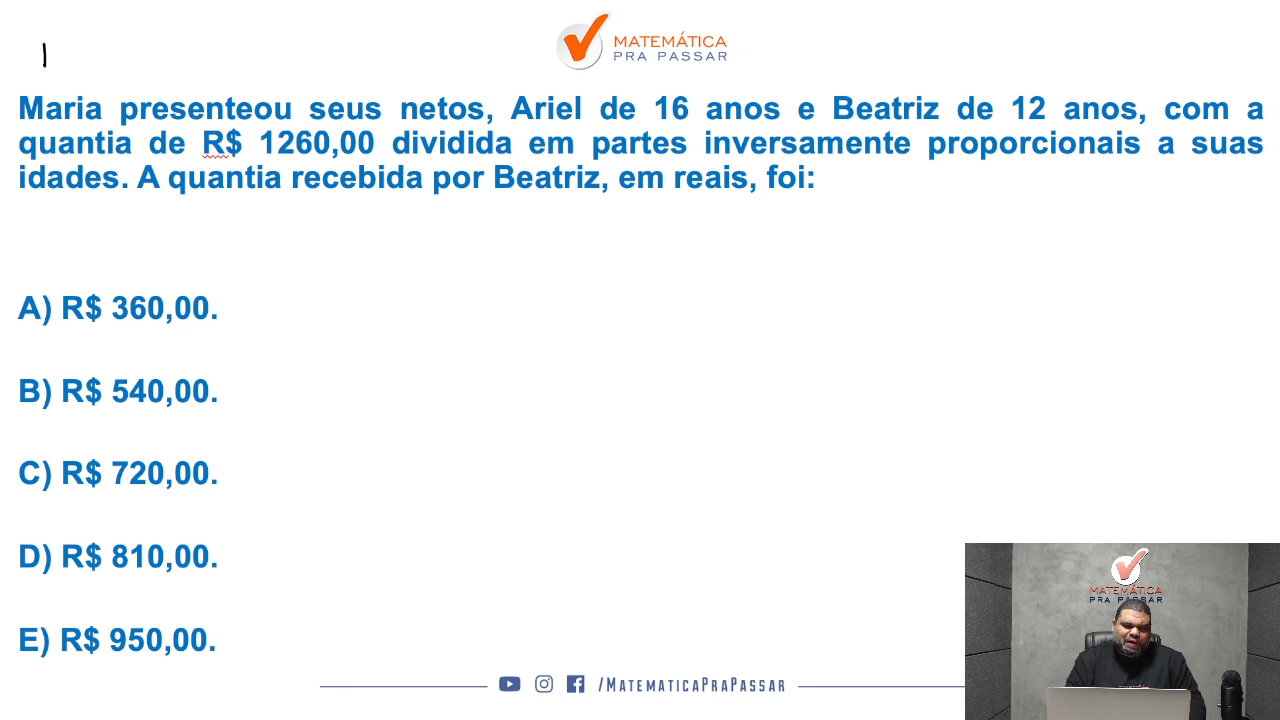 MATEMÁTICA
PRA PASSAR
Maria presenteou seus netos, Ariel de 16 anos e Beatriz de 12 anos, com a
quantia de R$ 1260,00 dividida em partes inversamente proporcionais a suas
idades. A quantia recebida por Beatriz, em reais, foi:
A) R$ 360,00.
B) R$ 540,00.
C) R$ 720,00.
D) R$ 810,00.
E) R$ 950,00.
/MATEMATICAPRAPASSAR
MATEMÁTICA
PRA PASSAR